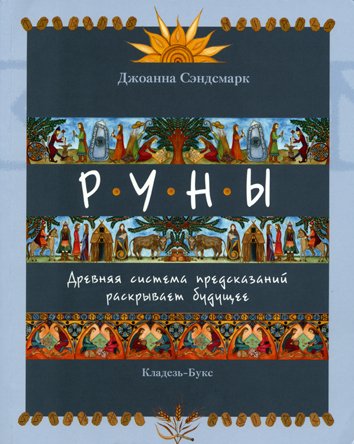 Джоанна Сэндсмарк
Р·У·Н·Ы
Древняя система предсказаний
раскрывает будущее
Кладезь-Букс